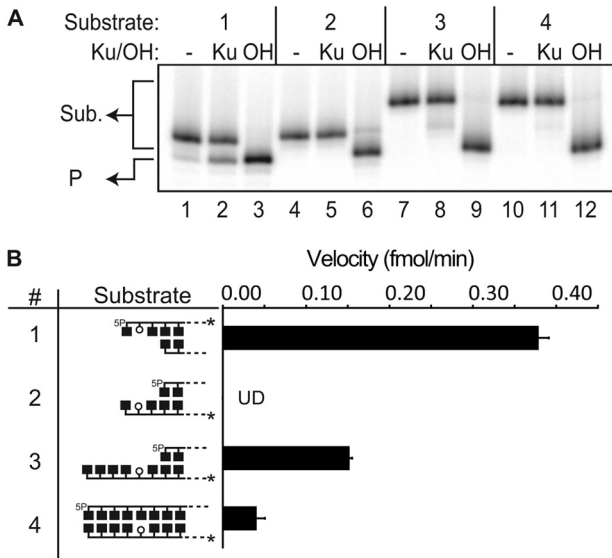 A
Substrate: 1 2 3 4
Ku/OH: - Ku OH - Ku OH - Ku OH - Ku OH
Sub.
P
1 2 3 4 5 6 7 8 9 10 11 12
B
Velocity (fmol/min)
# Substrate 0.00 0.10 0.20 0.30 0.40
1 5P *
*
2 5P UD
*
3 5P
*
4 5P
*